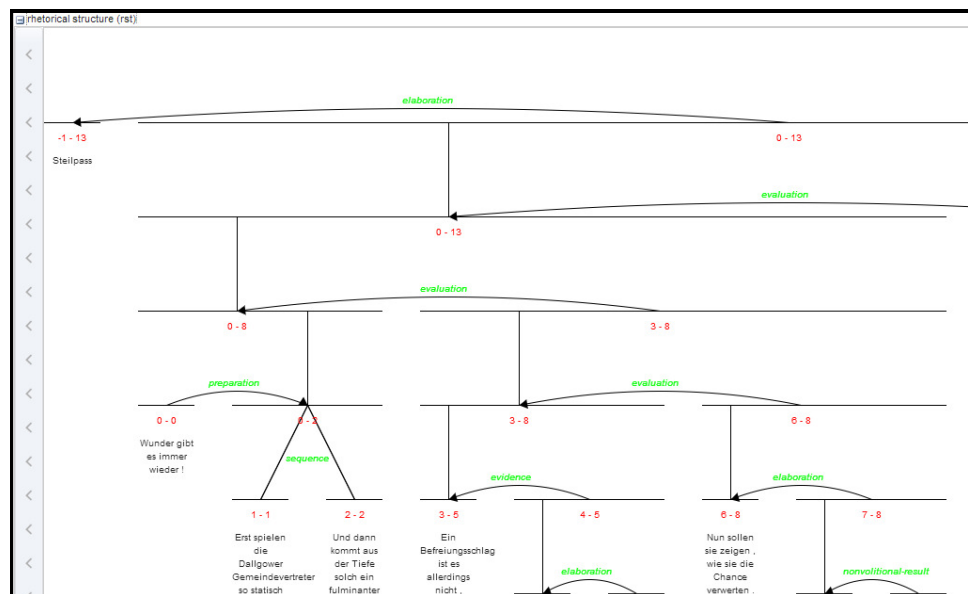 rhetorical structure (rst)
elaboration
-1 - 13
0 - 13
Steilpass
evaluation
0 - 13
evaluation
0 - 8
3 - 8
preparation
evaluation
0 - 0
0 - 2
3 - 8
6 - 8
Wunder gibt
es immer
wieder !
sequence
evidence
elaboration
1 - 1
2 - 2
3 - 5
4 - 5
6 - 8
7 - 8
Erst spielen
die
Dallgower
Gemeindevertreter
so statisch
Und dann
kommt aus
der Tiefe
solch ein
fulminanter
Ein
Befreiungsschlag
ist es
allerdings
nicht ,
elaboration
Nun sollen
sie zeigen ,
wie sie die
Chance
verwerten .
nonvolitional-result